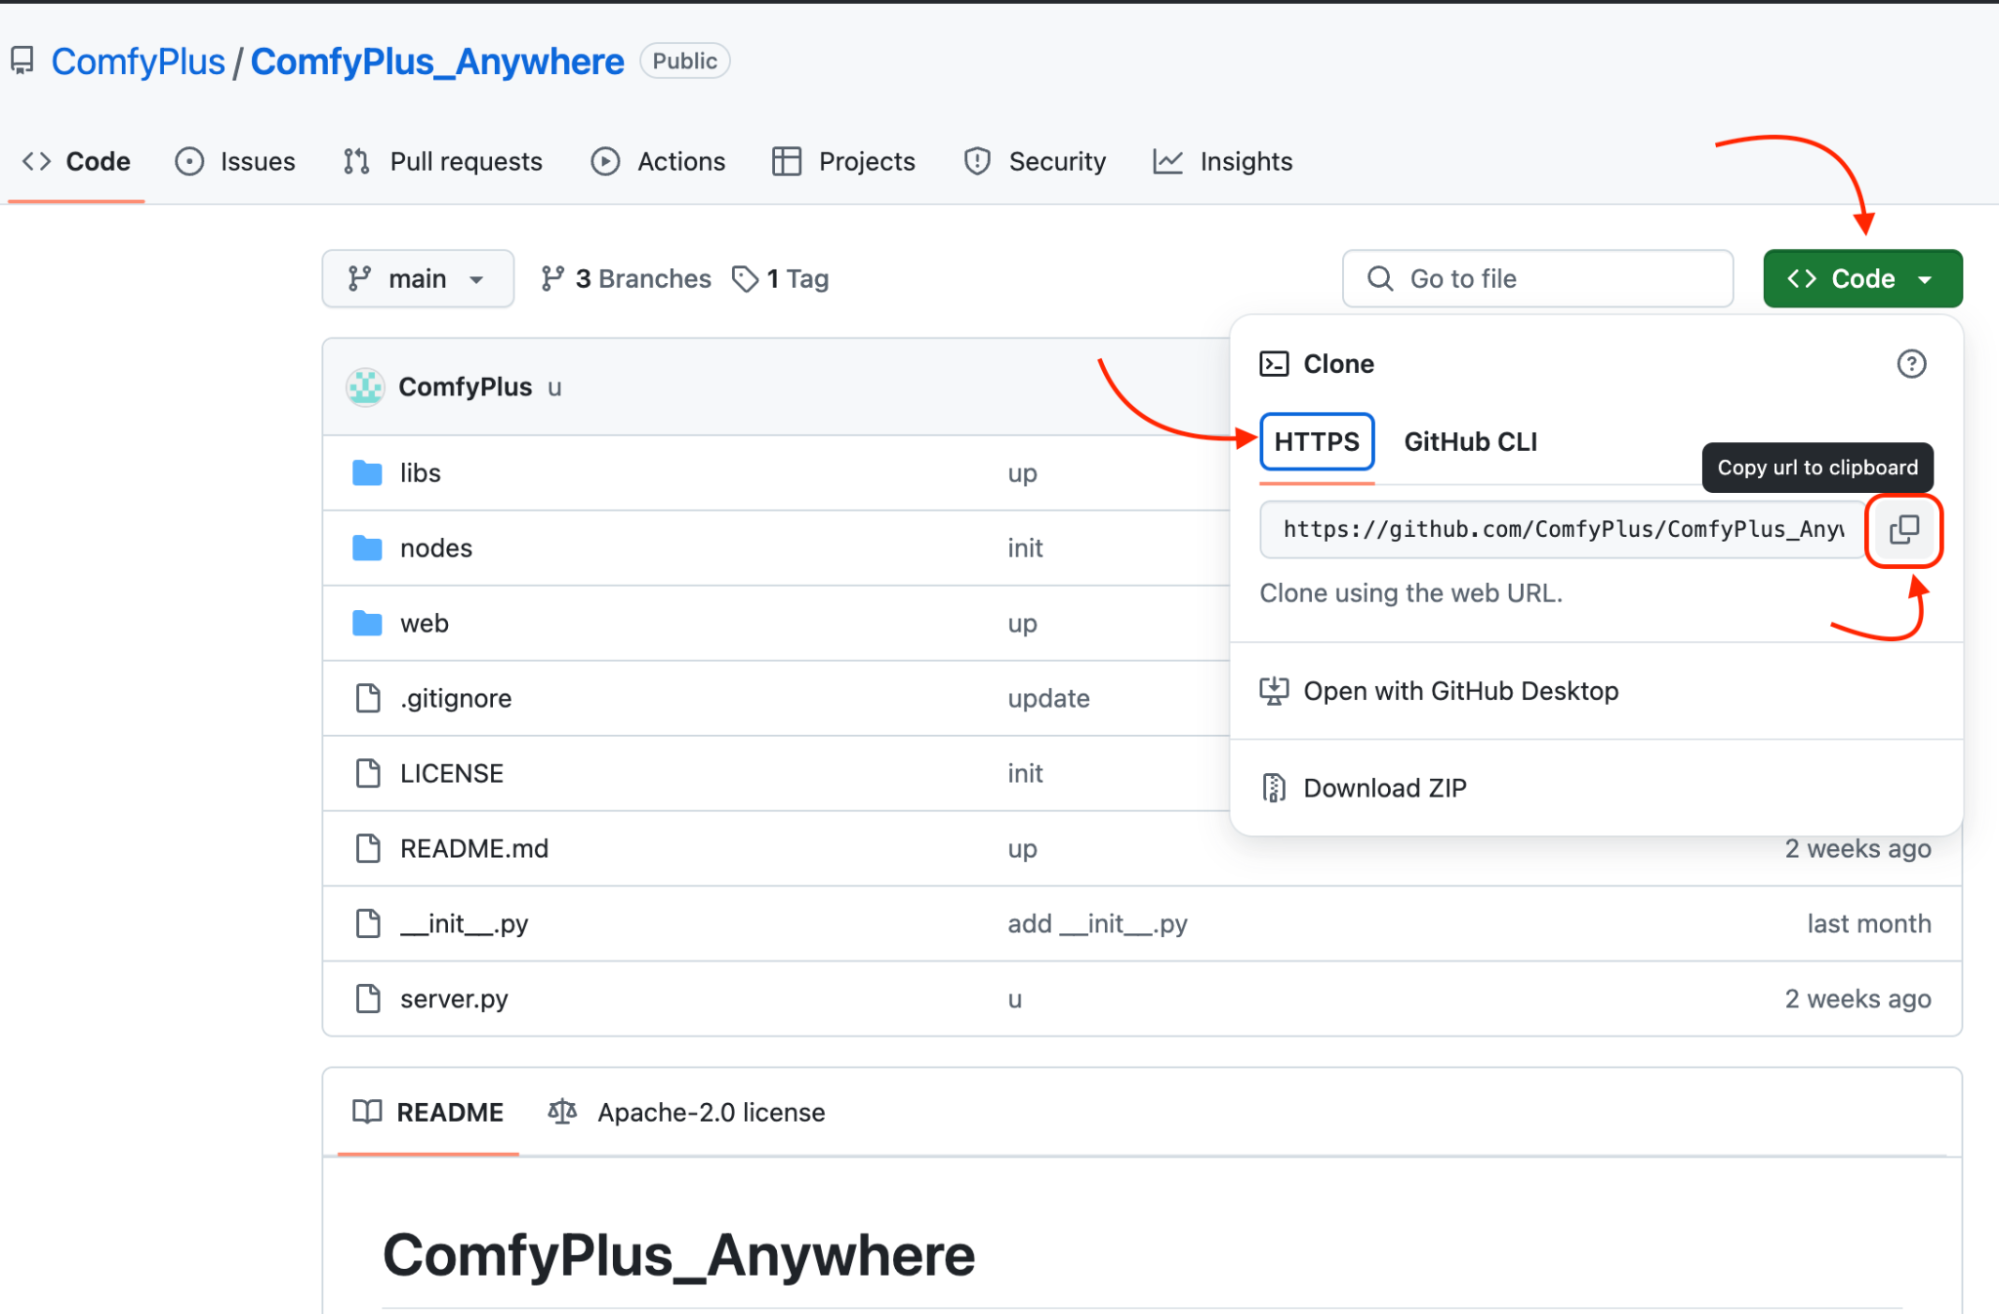 ComfyPlus / ComfyPlus_Anywhere Public
Code Issues Pull requests Actions Projects Security Insights
main 3 Branches 1 Tag Go to file Code
Clone
ComfyPlus u
HTTPS GitHub CLI
Copy url to clipboard
libs up
https://github.com/ComfyPlus/ComfyPlus_Any
nodes init
Clone using the web URL.
web up
Open with GitHub Desktop
.gitignore update
LICENSE init
Download ZIP
README.md up 2 weeks ago
__init__.py add __init__.py last month
server.py u 2 weeks ago
README Apache-2.0 license
ComfyPlus_Anywhere